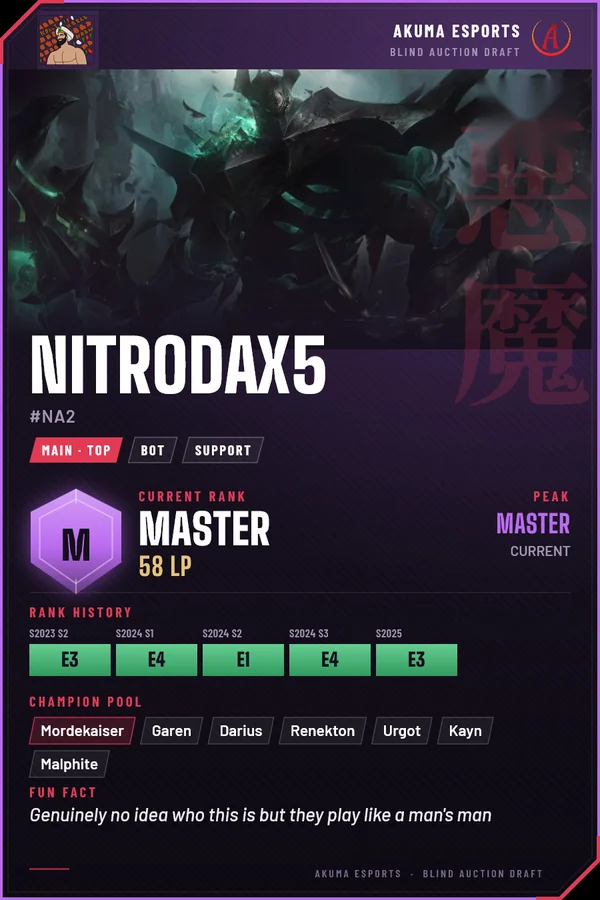 AKUMA ESPORTS
BLIND AUCTION DRAFT
A
悪
魔
NITRODAX5
#NA2
MAIN · TOP BOT SUPPORT
CURRENT RANK
M
MASTER
58 LP
PEAK
MASTER
CURRENT
RANK HISTORY
S2023 S2 S2024 S1 S2024 S2 S2024 S3 S2025
E3 E4 E1 E4 E3
CHAMPION POOL
Mordekaiser Garen Darius Renekton Urgot Kayn
Malphite
FUN FACT
Genuinely no idea who this is but they play like a man's man
AKUMA ESPORTS · BLIND AUCTION DRAFT